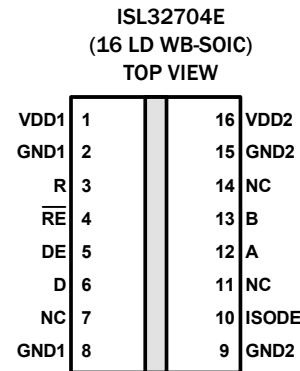 ISL32704E
(16 LD WB-SOIC)
TOP VIEW
VDD1 1 16 VDD2
GND1 2 15 GND2
R 3 14 NC
R̅E̅ 4 13 B
DE 5 12 A
D 6 11 NC
NC 7 10 ISODE
GND1 8 9 GND2